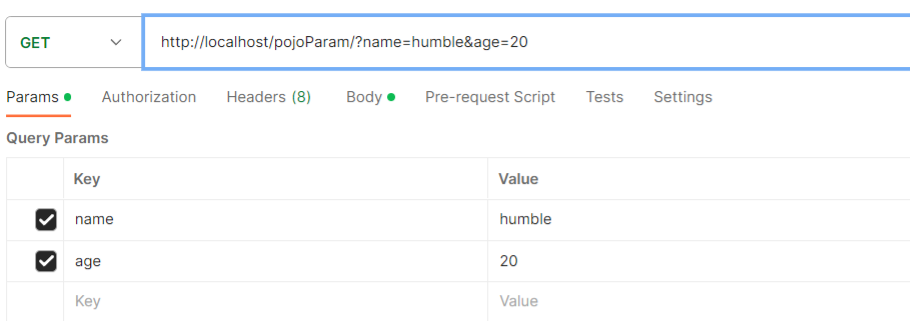 GET http://localhost/pojoParam/?name=humble&age=20
Params Authorization Headers (8) Body Pre-request Script Tests Settings
Query Params
Key Value
name humble
age 20
Key Value